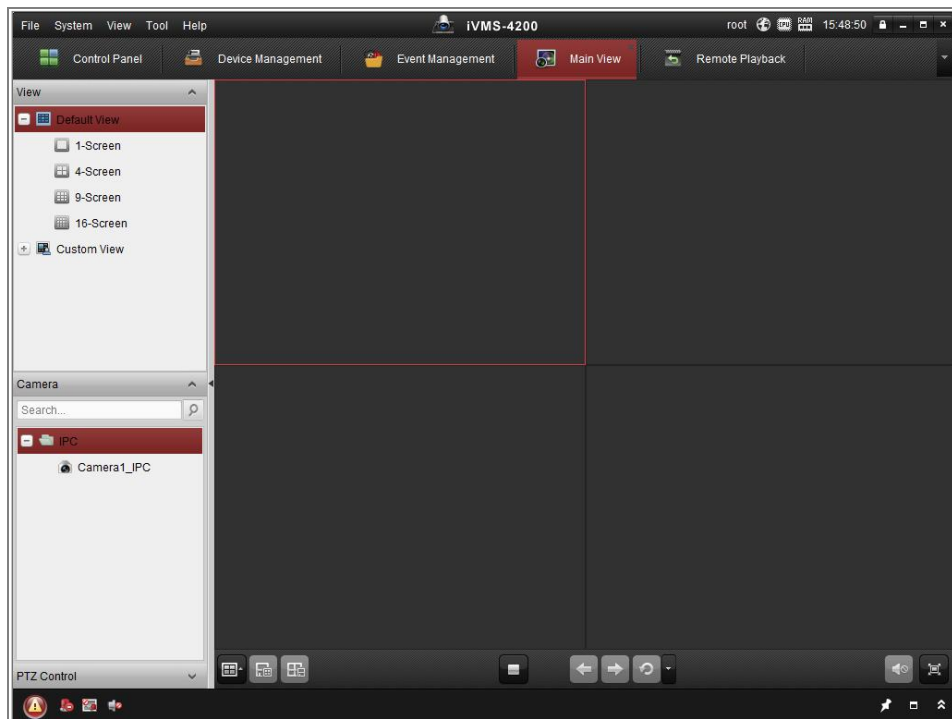 File System View Tool Help iVMS-4200 root CPU RAM 15:48:50
Control Panel Device Management Event Management Main View Remote Playback
View
Default View
1-Screen
4-Screen
9-Screen
16-Screen
Custom View
Camera
Search...
IPC
Camera1_IPC
PTZ Control